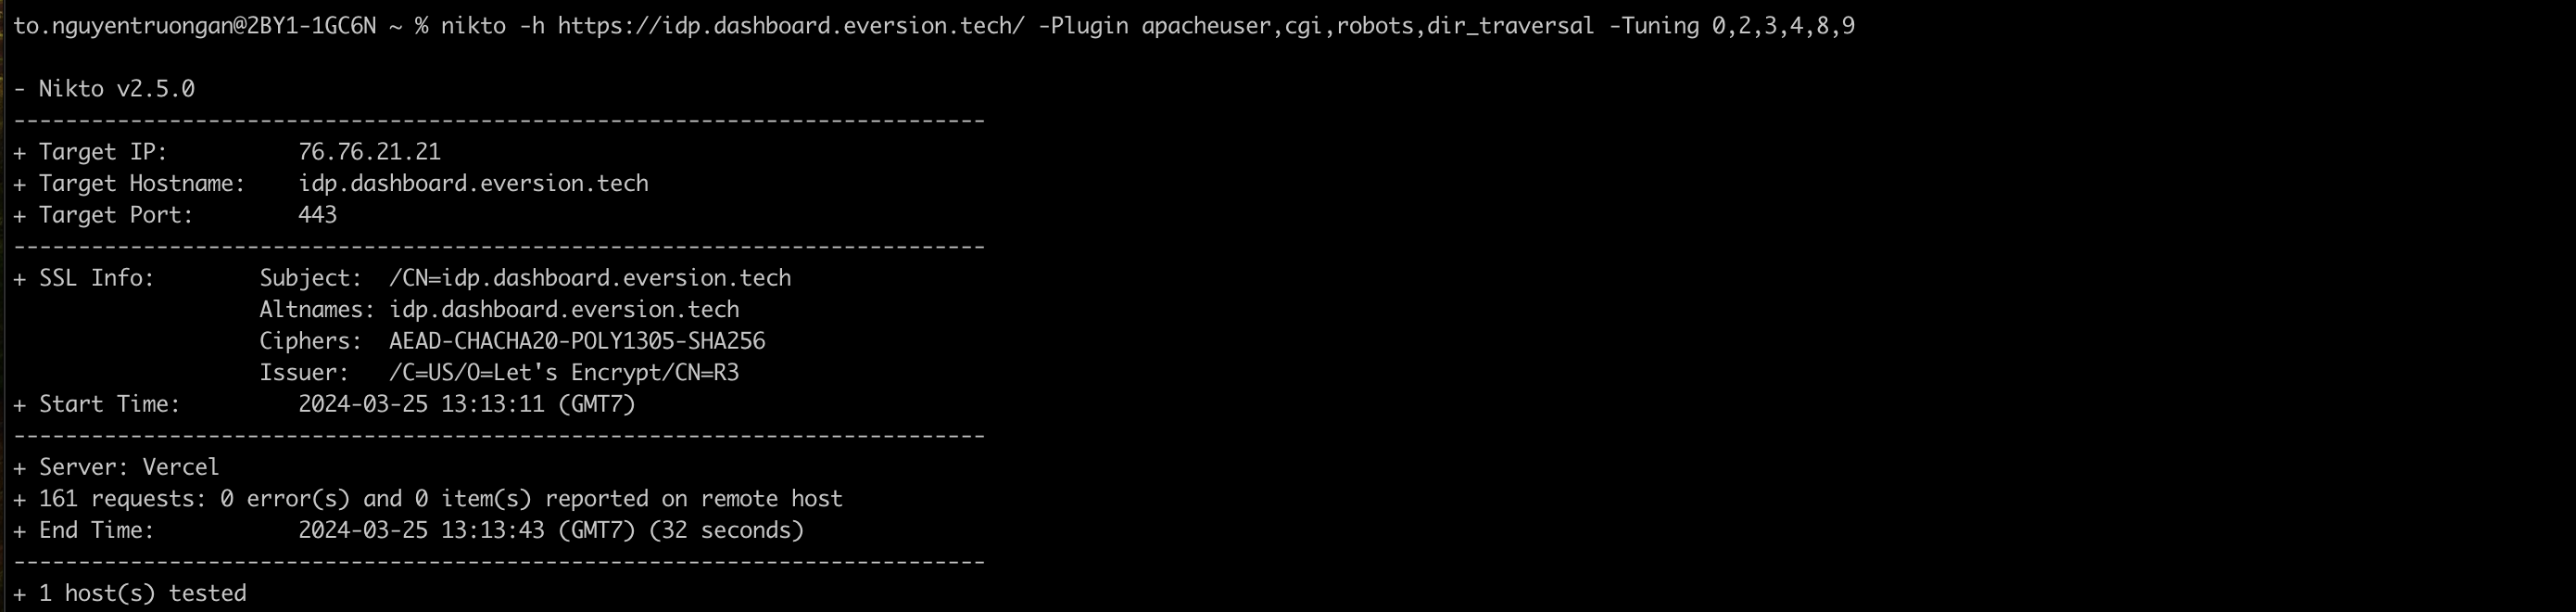 to.nguyentruongan@2BY1-1GC6N ~ % nikto -h https://idp.dashboard.eversion.tech/ -Plugin apacheuser,cgi,robots,dir_traversal -Tuning 0,2,3,4,8,9
- Nikto v2.5.0
---------------------------------------------------------------------------
+ Target IP:          76.76.21.21
+ Target Hostname:    idp.dashboard.eversion.tech
+ Target Port:        443
---------------------------------------------------------------------------
+ SSL Info:        Subject:  /CN=idp.dashboard.eversion.tech
                   Altnames: idp.dashboard.eversion.tech
                   Ciphers:  AEAD-CHACHA20-POLY1305-SHA256
                   Issuer:   /C=US/O=Let's Encrypt/CN=R3
+ Start Time:         2024-03-25 13:13:11 (GMT7)
---------------------------------------------------------------------------
+ Server: Vercel
+ 161 requests: 0 error(s) and 0 item(s) reported on remote host
+ End Time:           2024-03-25 13:13:43 (GMT7) (32 seconds)
---------------------------------------------------------------------------
+ 1 host(s) tested